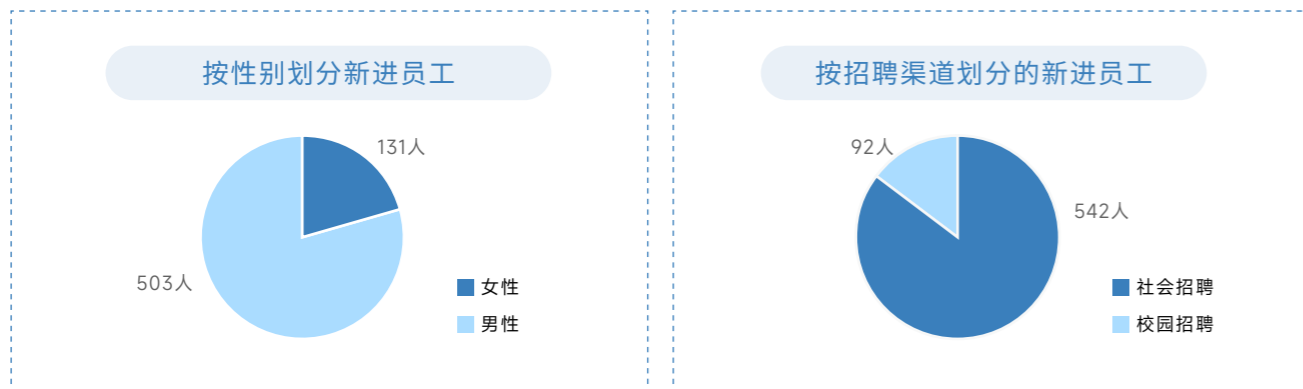 按性别划分新进员工
131人
503人
女性
男性
按招聘渠道划分的新进员工
92人
542人
社会招聘
校园招聘